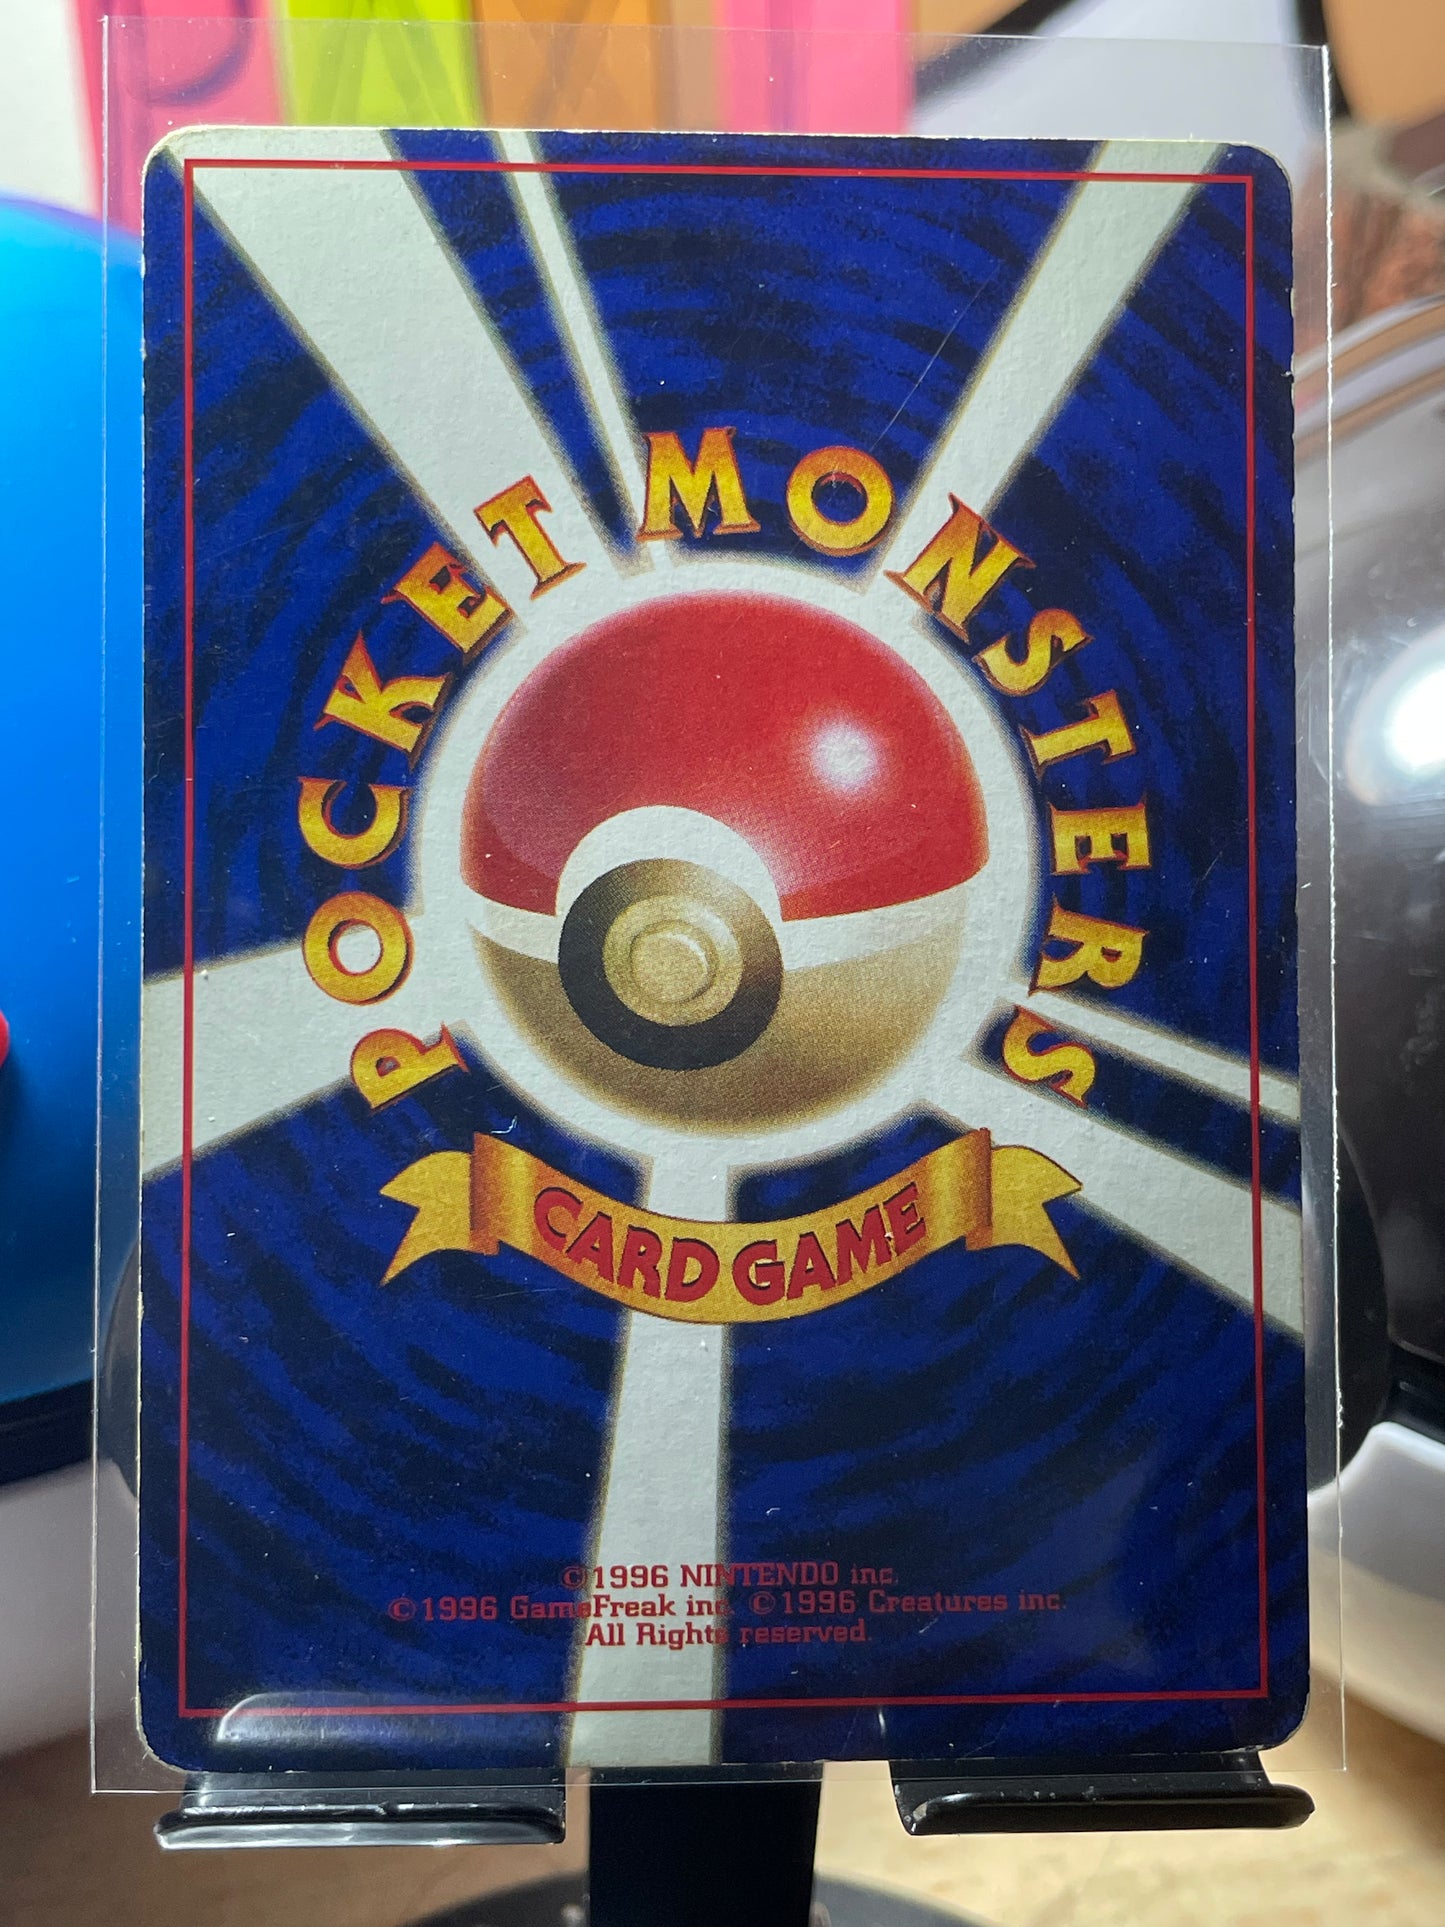 POCKET MONSTERS
CARD GAME
©1996 NINTENDO inc.
©1996 GameFreak inc. ©1996 Creatures inc.
All Rights reserved.